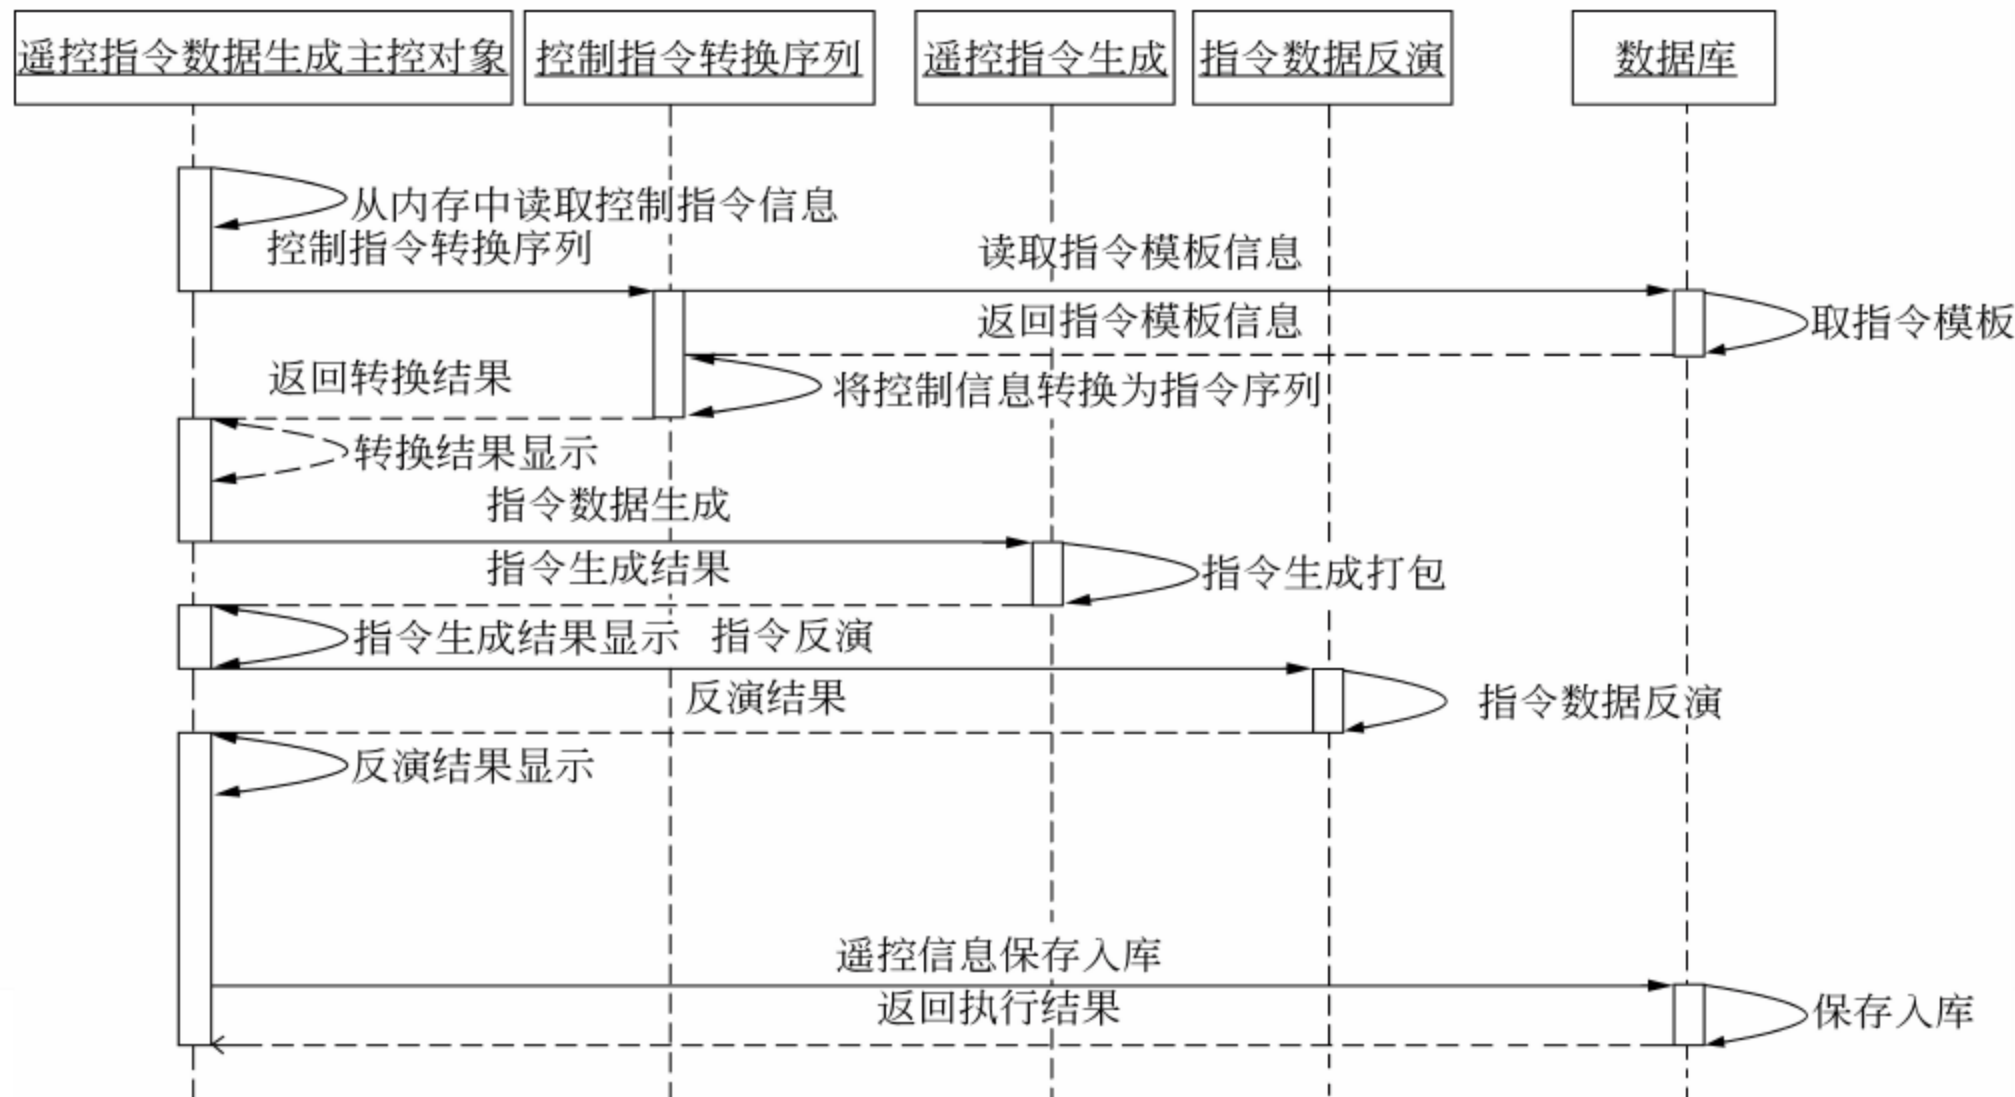 遥控指令数据生成主控对象
控制指令转换序列
遥控指令生成
指令数据反演
数据库
从内存中读取控制指令信息
控制指令转换序列
读取指令模板信息
返回指令模板信息
取指令模板
返回转换结果
将控制信息转换为指令序列
转换结果显示
指令数据生成
指令生成结果
指令生成打包
指令生成结果显示
指令反演
反演结果
指令数据反演
反演结果显示
遥控信息保存入库
返回执行结果
保存入库